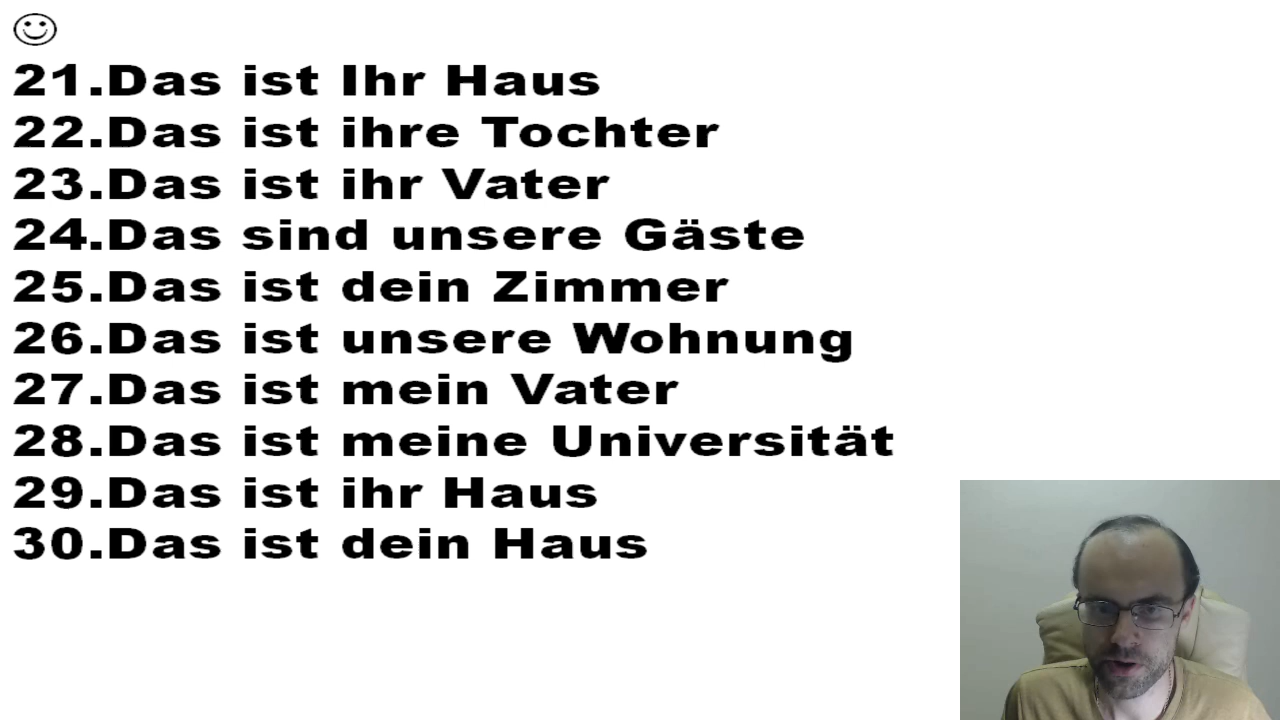 21.Das ist Ihr Haus
22.Das ist ihre Tochter
23.Das ist ihr Vater
24.Das sind unsere Gäste
25.Das ist dein Zimmer
26.Das ist unsere Wohnung
27.Das ist mein Vater
28.Das ist meine Universität
29.Das ist ihr Haus
30.Das ist dein Haus